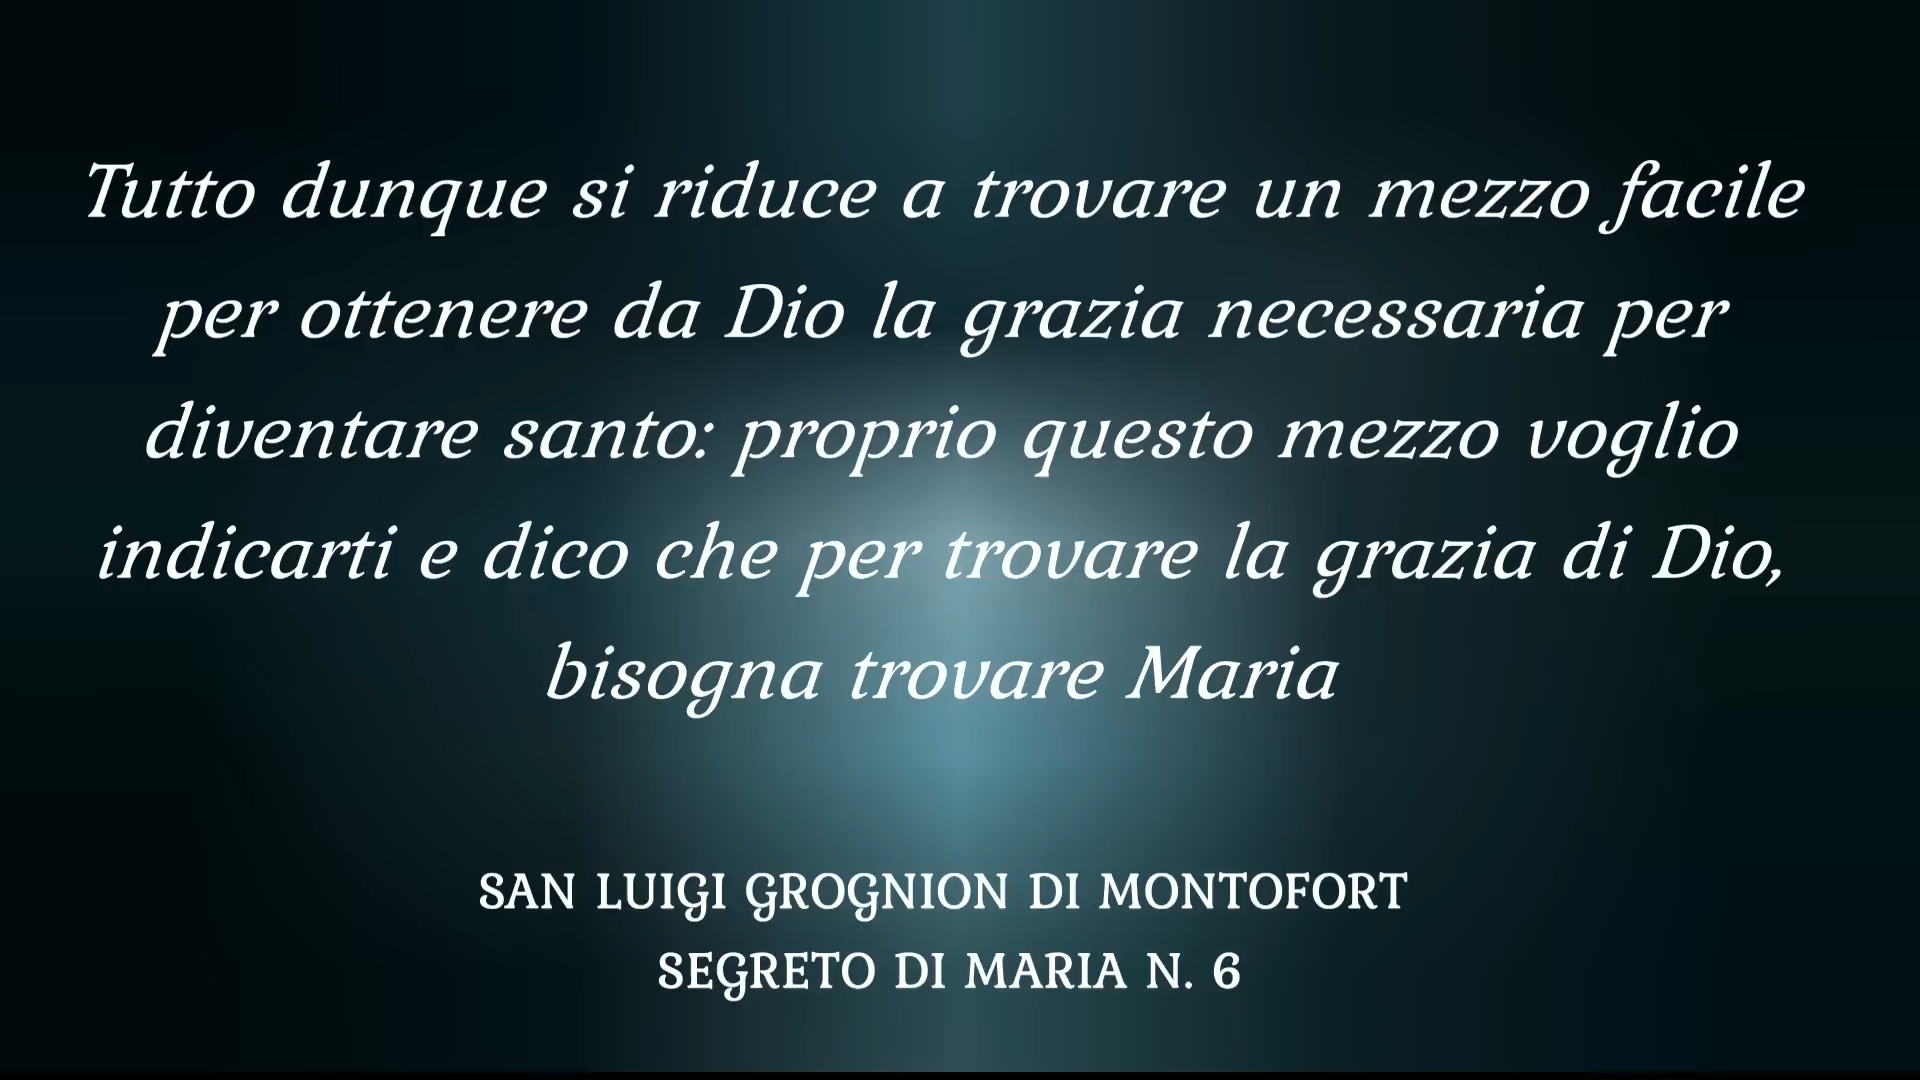 Tutto dunque si riduce a trovare un mezzo facile
per ottenere da Dio la grazia necessaria per
diventare santo: proprio questo mezzo voglio
indicarti e dico che per trovare la grazia di Dio,
bisogna trovare Maria
SAN LUIGI GROGNION DI MONTOFORT
SEGRETO DI MARIA N. 6